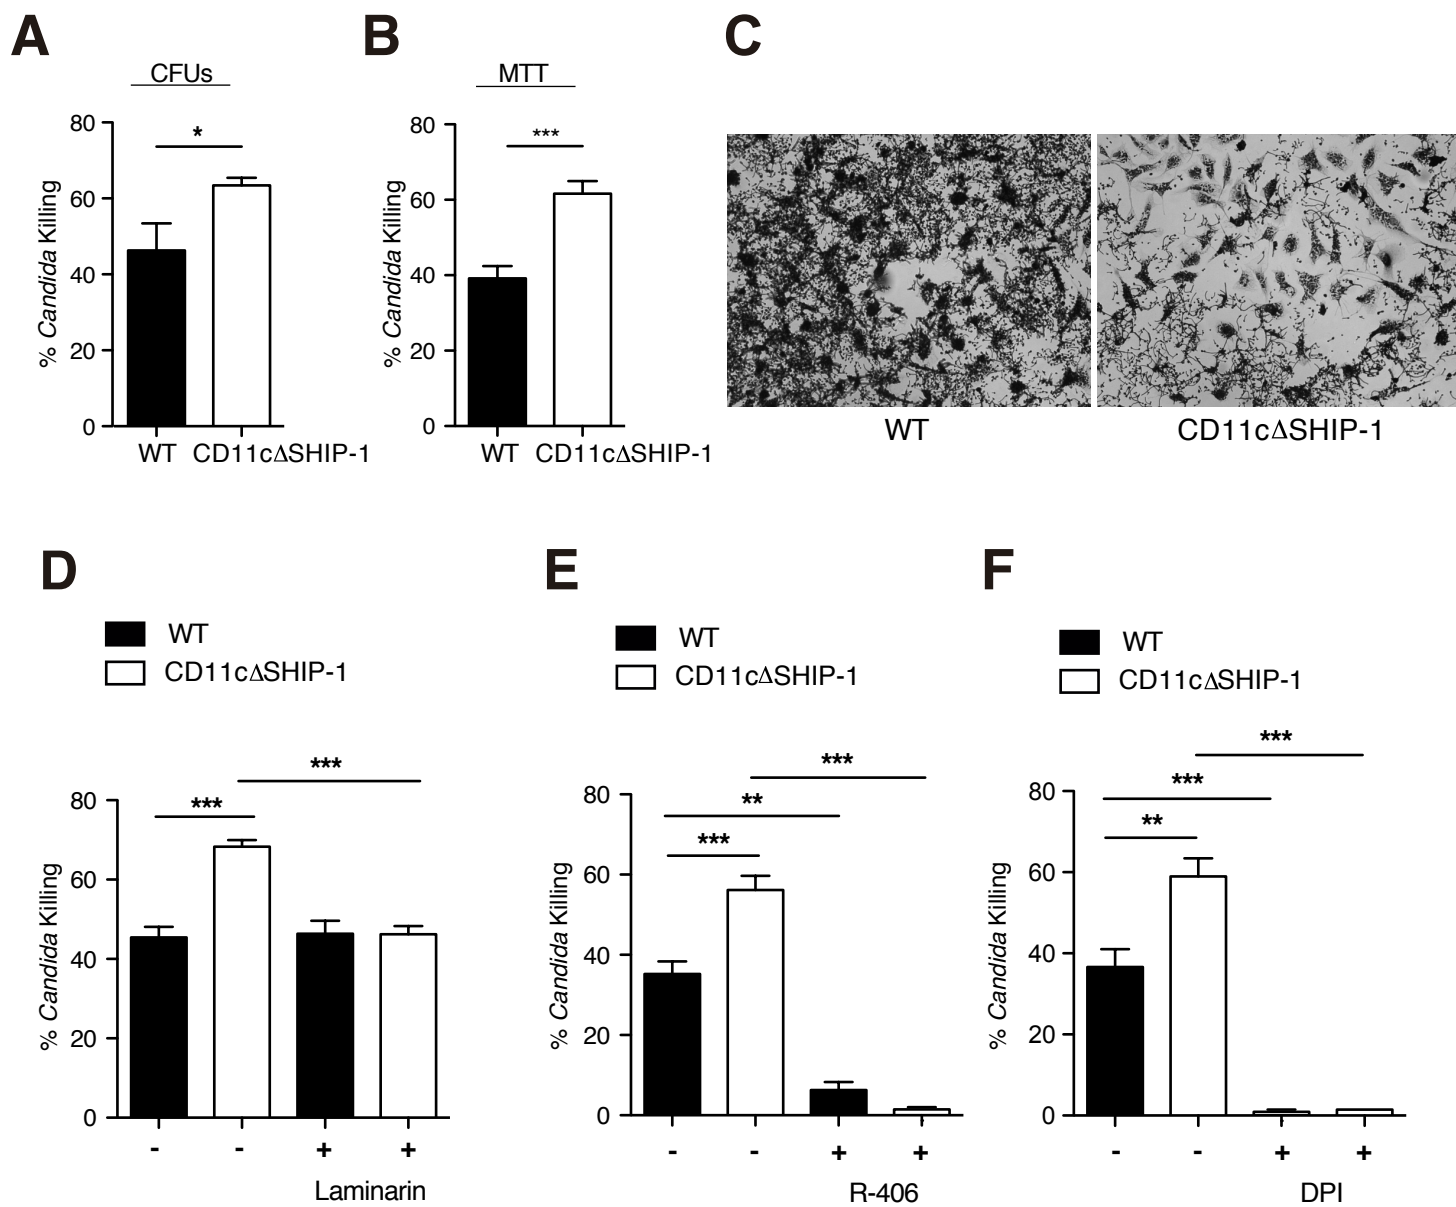 A
CFUs
*
80
60
40
20
0
% Candida Killing
WT CD11cΔSHIP-1
B
MTT
***
80
60
40
20
0
% Candida Killing
WT CD11cΔSHIP-1
C
WT CD11cΔSHIP-1
D
WT
CD11cΔSHIP-1
***
***
80
60
40
20
0
% Candida Killing
- - + +
Laminarin
E
WT
CD11cΔSHIP-1
***
**
***
80
60
40
20
0
% Candida Killing
- - + +
R-406
F
WT
CD11cΔSHIP-1
***
***
**
80
60
40
20
0
% Candida Killing
- - + +
DPI